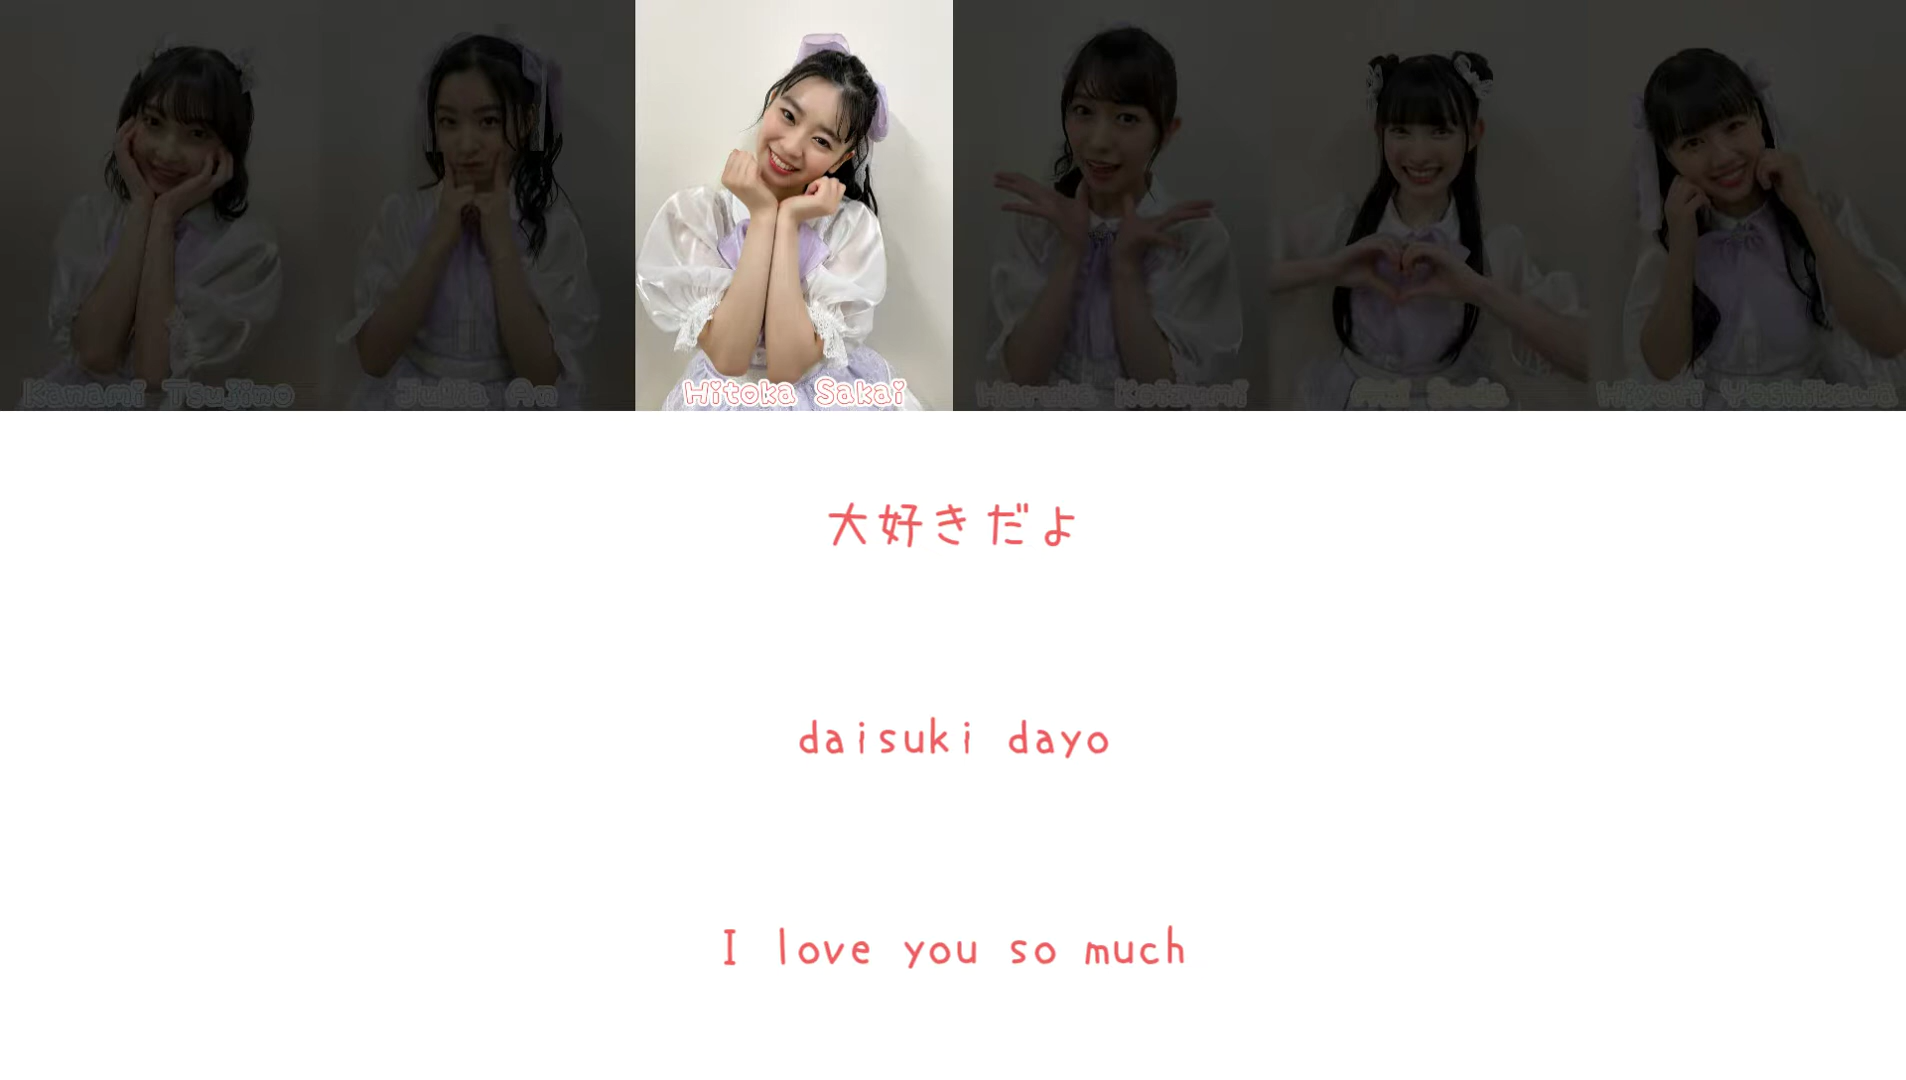 Kanami Tsujino
Julia An
Hitoka Sakai
Haruka Koizumi
Hiyori Yoshikawa
大好きだよ
daisuki dayo
I love you so much